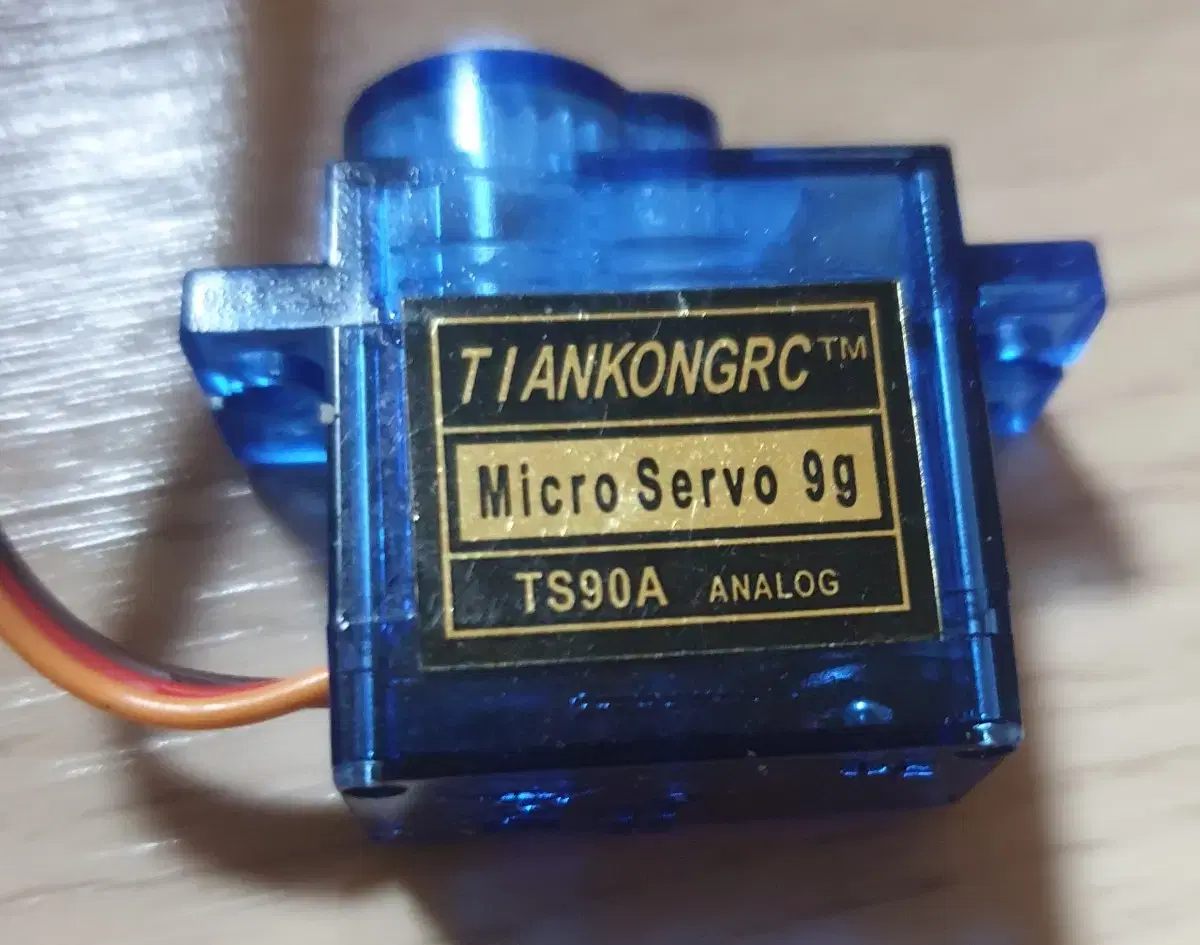 TIANKONGRC™
Micro Servo 9g
TS90A ANALOG